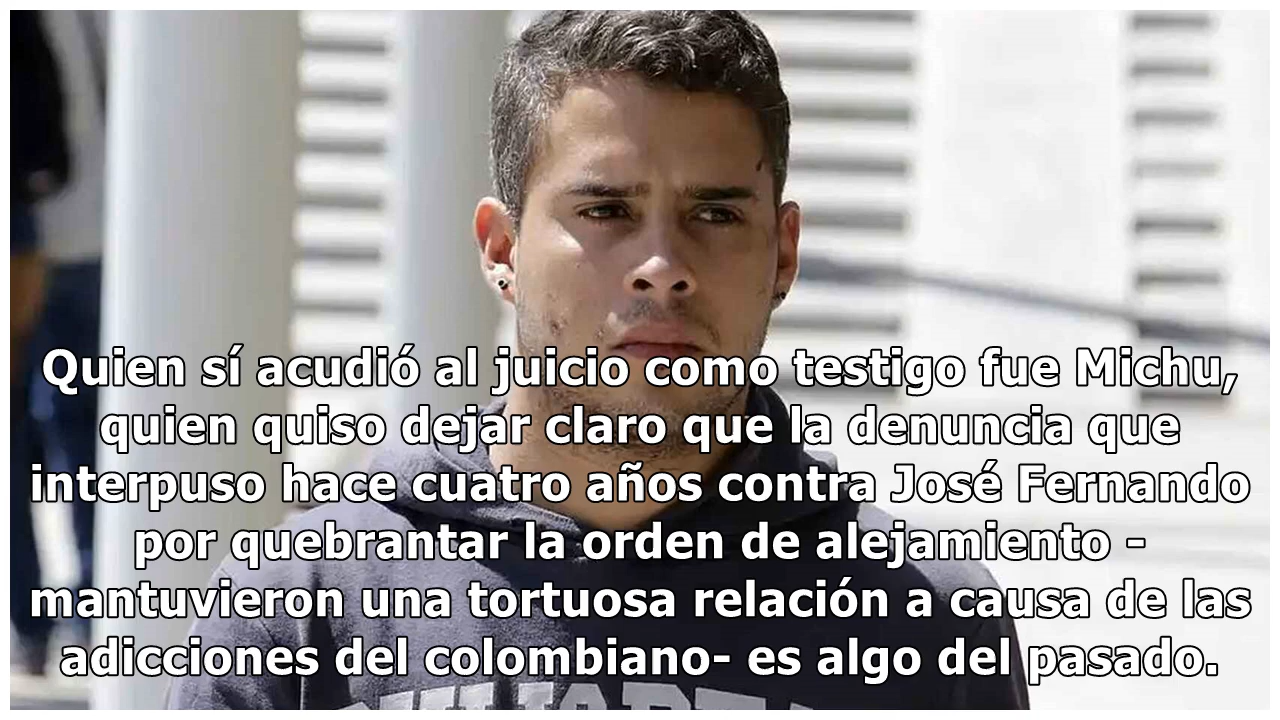 Quien sí acudió al juicio como testigo fue Michu,
quien quiso dejar claro que la denuncia que
interpuso hace cuatro años contra José Fernando
por quebrantar la orden de alejamiento -
mantuvieron una tortuosa relación a causa de las
adicciones del colombiano- es algo del pasado.